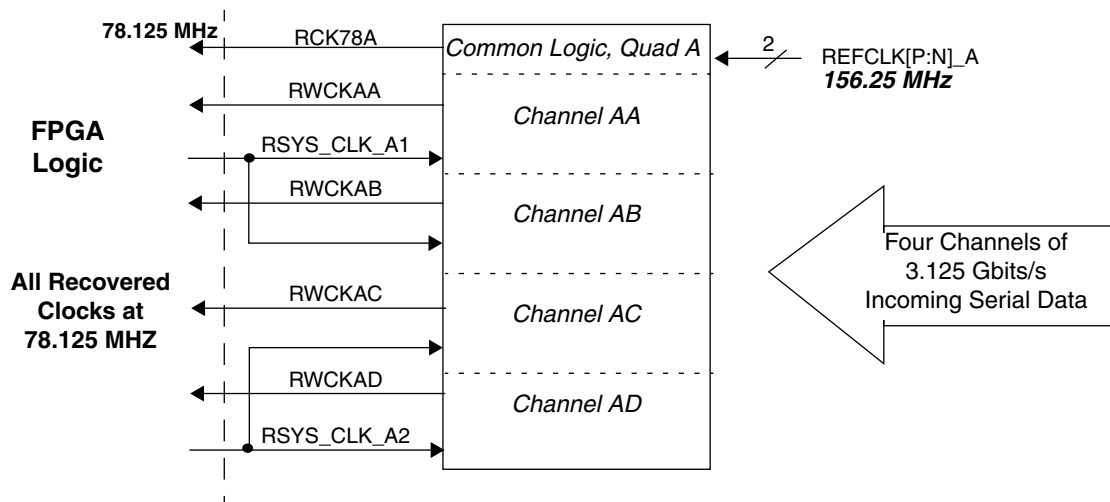 78.125 MHz
RCK78A
Common Logic, Quad A
2
REFCLK[P:N]_A
156.25 MHz
RWCKAA
Channel AA
FPGA
Logic
RSYS_CLK_A1
RWCKAB
Channel AB
Four Channels of
3.125 Gbits/s
Incoming Serial Data
All Recovered
Clocks at
78.125 MHZ
RWCKAC
Channel AC
RWCKAD
Channel AD
RSYS_CLK_A2